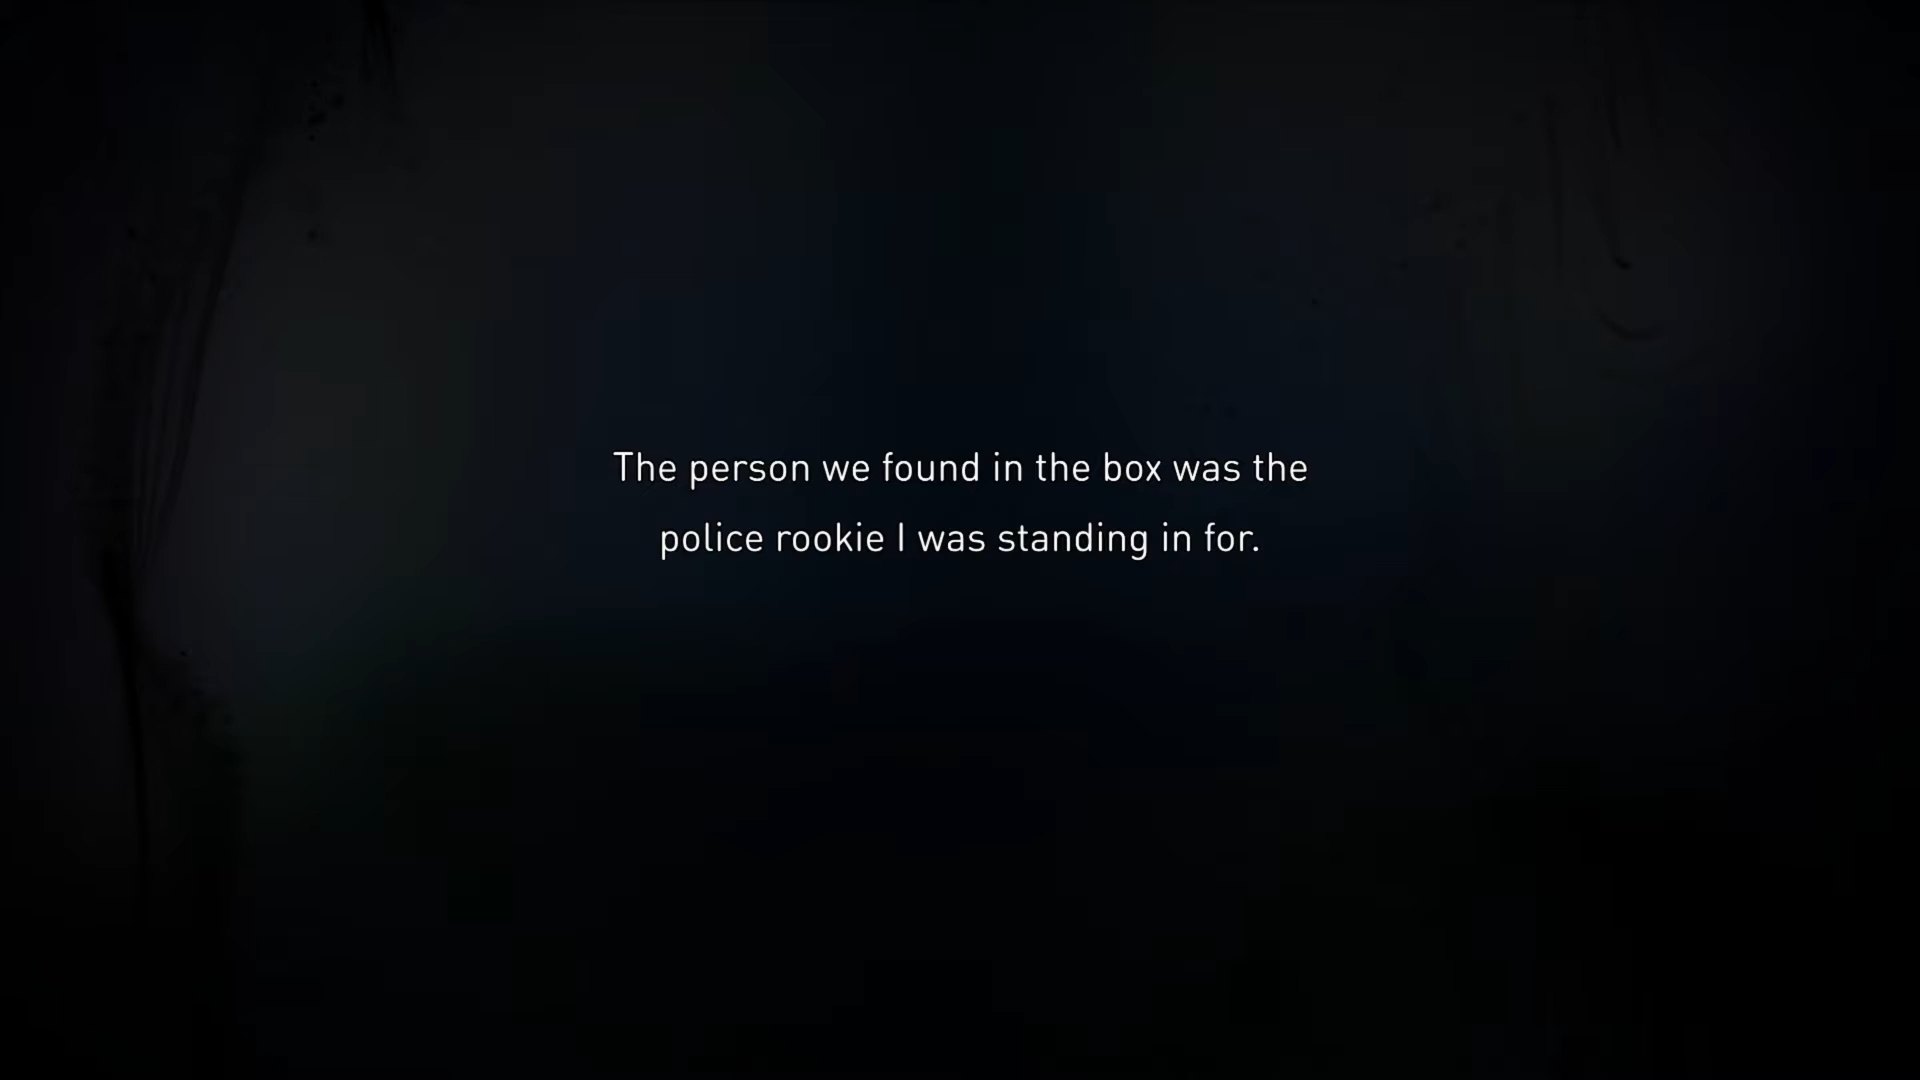 The person we found in the box was the
police rookie I was standing in for.